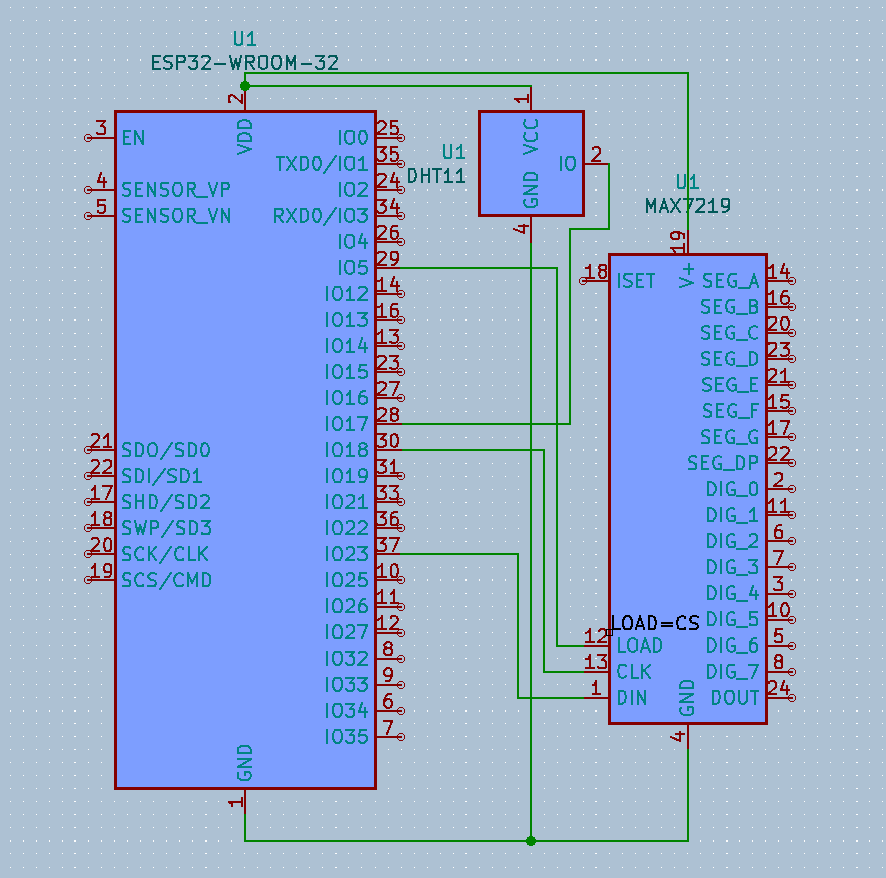 U1
ESP32-WROOM-32
2
VDD
3
EN
4
SENSOR_VP
5
SENSOR_VN
21
SDO/SD0
22
SDI/SD1
17
SHD/SD2
18
SWP/SD3
20
SCK/CLK
19
SCS/CMD
IO0
25
TXD0/IO1
35
IO2
24
RXD0/IO3
34
IO4
26
IO5
29
IO12
14
IO13
16
IO14
13
IO15
23
IO16
27
IO17
28
IO18
30
IO19
31
IO21
33
IO22
36
IO23
37
IO25
10
IO26
11
IO27
12
IO32
8
IO33
9
IO34
6
IO35
7
GND
1
U1
DHT11
1
VCC
IO
2
GND
4
U1
MAX7219
19
V+
18
ISET
LOAD=CS
12
LOAD
13
CLK
1
DIN
SEG_A
14
SEG_B
16
SEG_C
20
SEG_D
23
SEG_E
21
SEG_F
15
SEG_G
17
SEG_DP
22
DIG_0
2
DIG_1
11
DIG_2
6
DIG_3
7
DIG_4
3
DIG_5
10
DIG_6
5
DIG_7
8
DOUT
24
GND
4